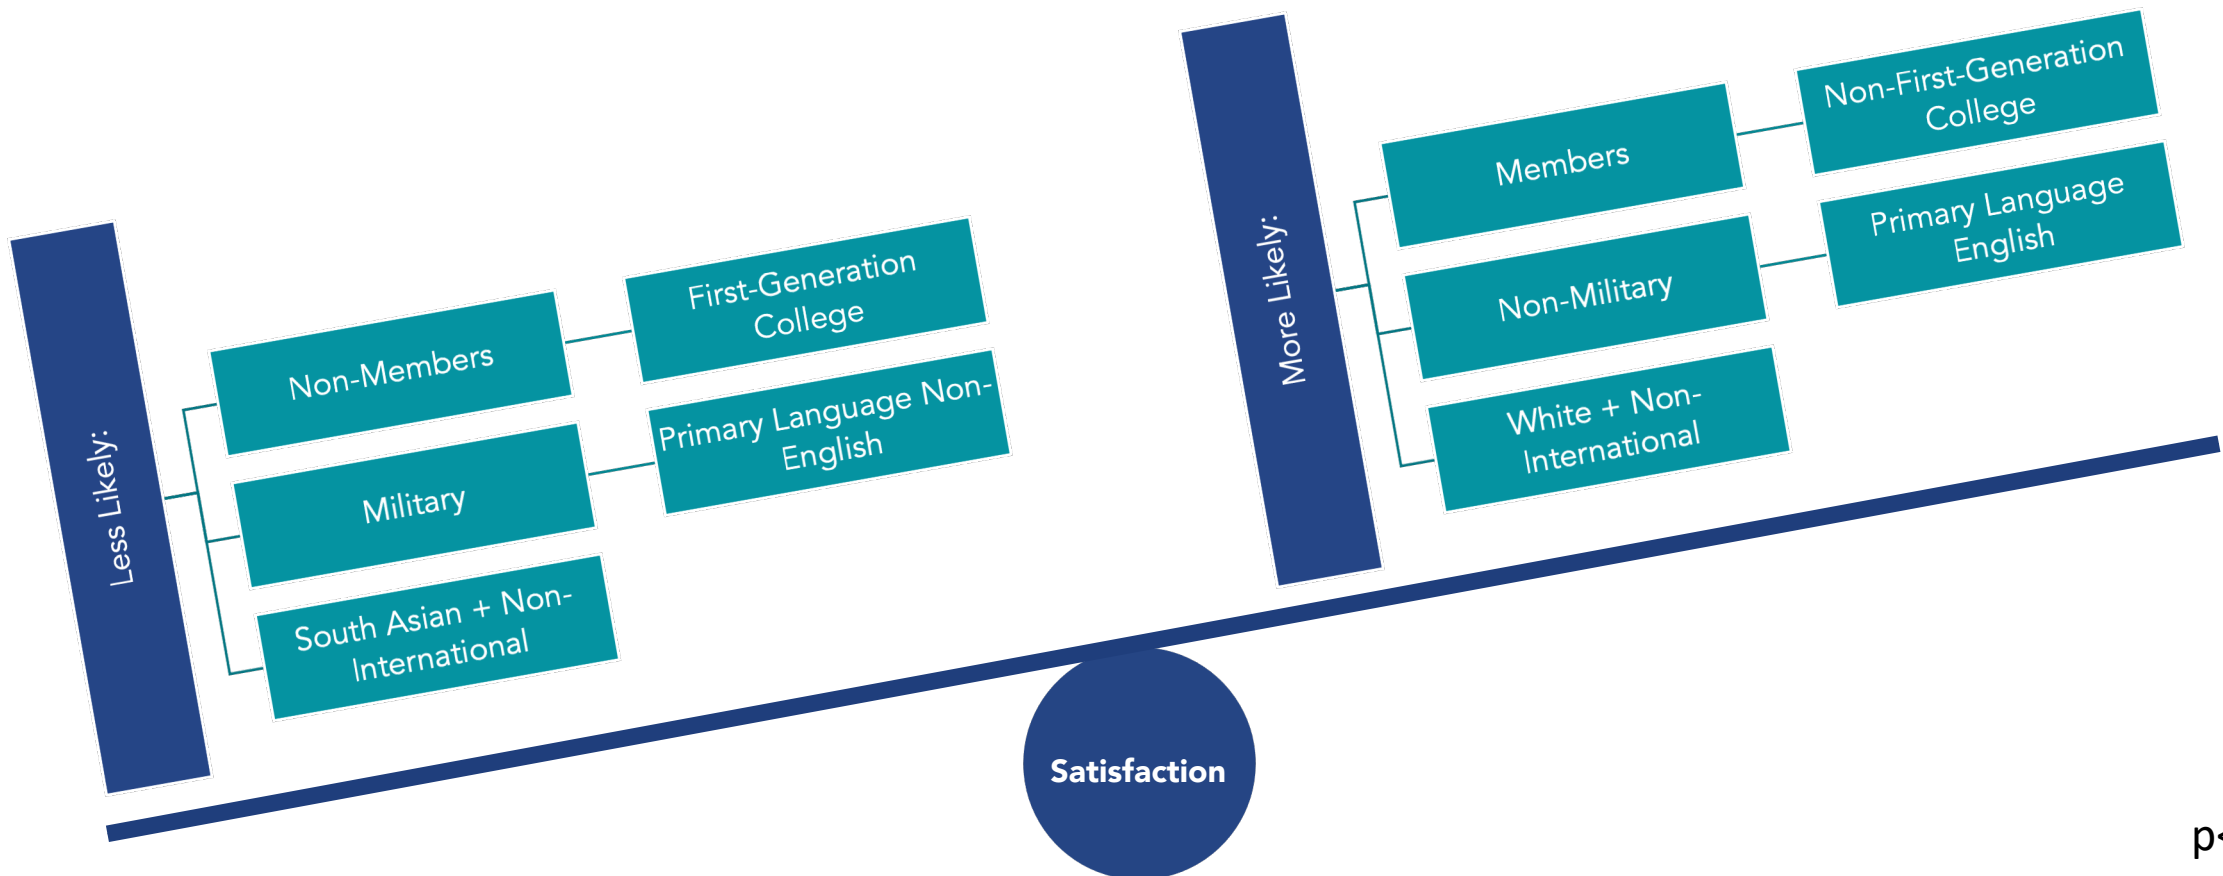 Less Likely:
Non-Members
First-Generation
College
Military
Primary Language Non-
English
South Asian + Non-
International
More Likely:
Members
Non-First-Generation
College
Non-Military
Primary Language
English
White + Non-
International
Satisfaction
p<